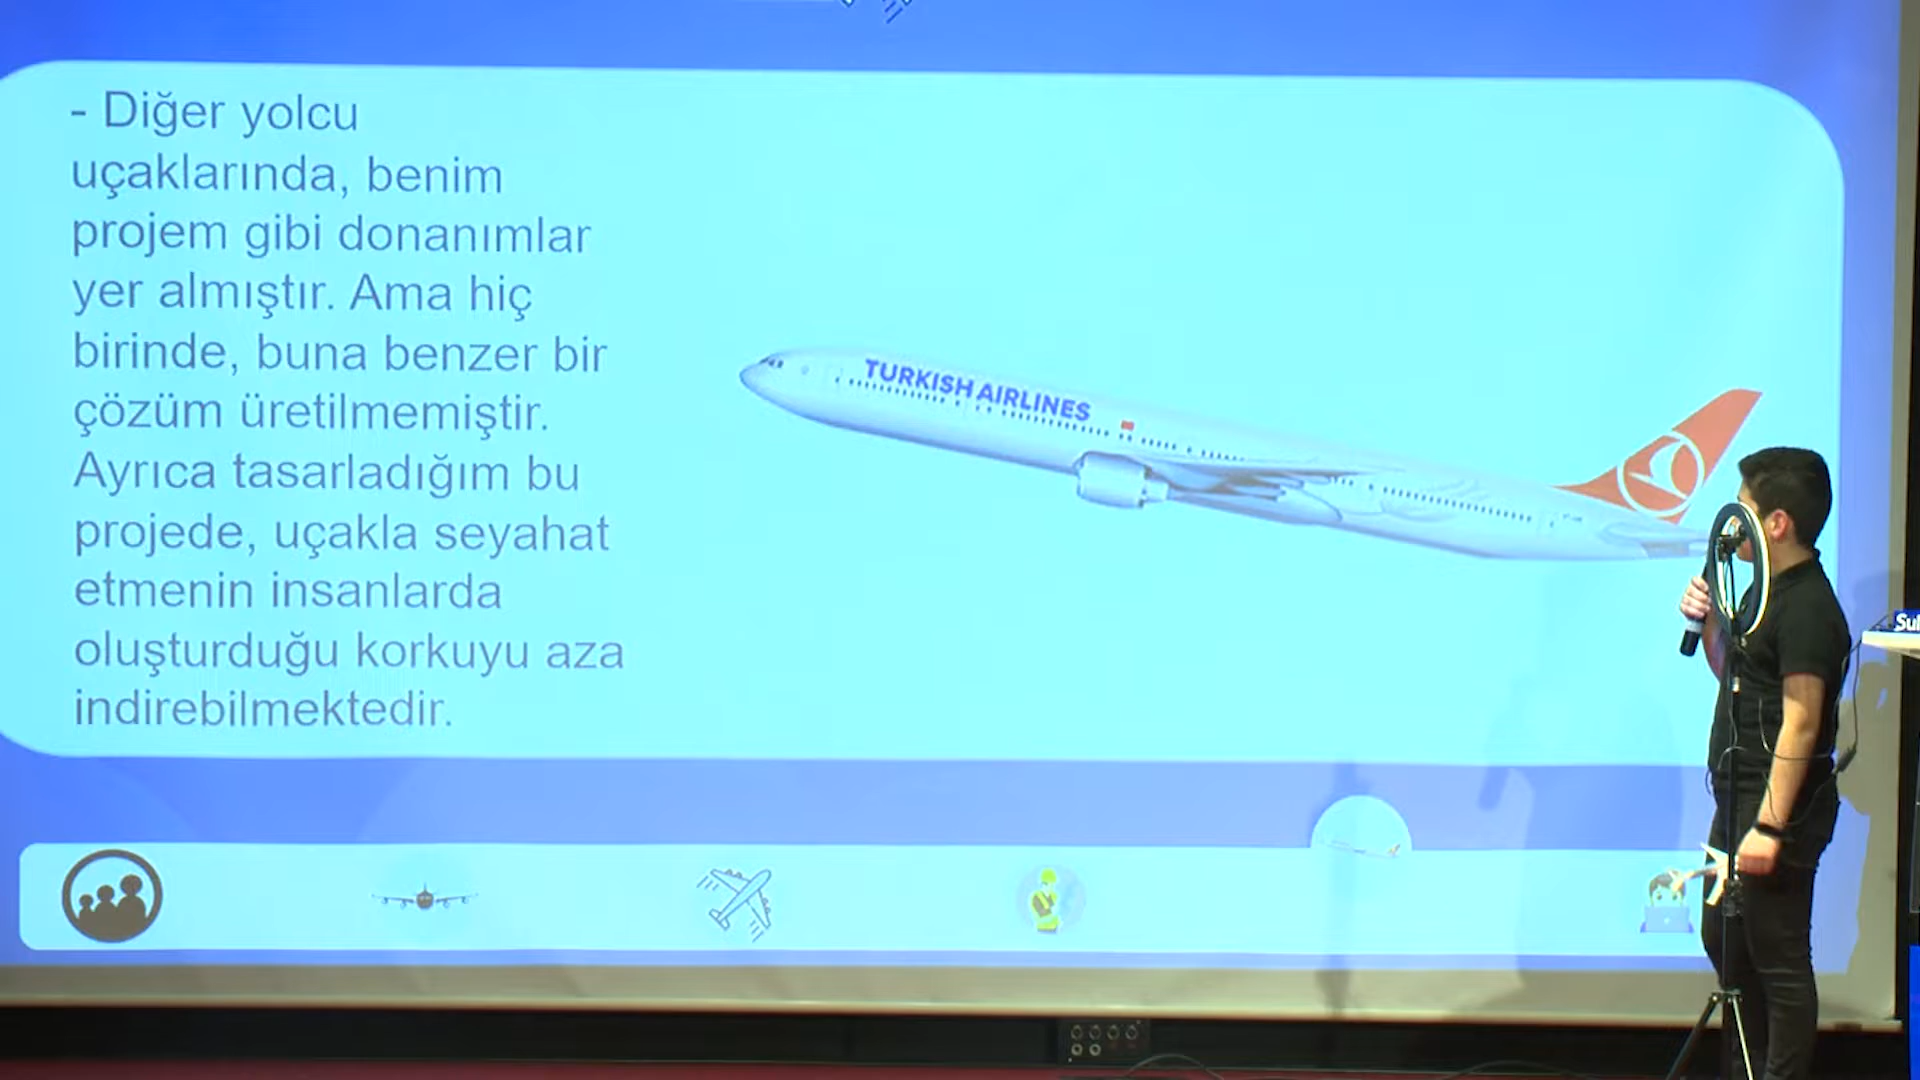 - Diğer yolcu
uçaklarında, benim
projem gibi donanımlar
yer almıştır. Ama hiç
birinde, buna benzer bir
çözüm üretilmemiştir.
Ayrıca tasarladığım bu
projede, uçakla seyahat
etmenin insanlarda
oluşturduğu korkuyu aza
indirebilmektedir.
TURKISH AIRLINES